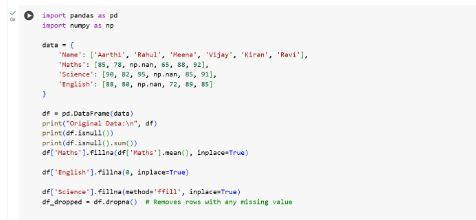 import pandas as pd
import numpy as np
data = {
'Name': ['Aarthi', 'Rahul', 'Meena', 'Vijay', 'Kiran', 'Ravi'],
'Maths': [85, 78, np.nan, 65, 88, 92],
'Science': [90, 82, 95, np.nan, 85, 91],
'English': [88, 80, np.nan, 72, 89, 85]
}
df = pd.DataFrame(data)
print("Original Data:\n", df)
print(df.isnull())
print(df.isnull().sum())
df['Maths'].fillna(df['Maths'].mean(), inplace=True)
df['English'].fillna(0, inplace=True)
df['Science'].fillna(method='ffill', inplace=True)
df_dropped = df.dropna()  # Removes rows with any missing value